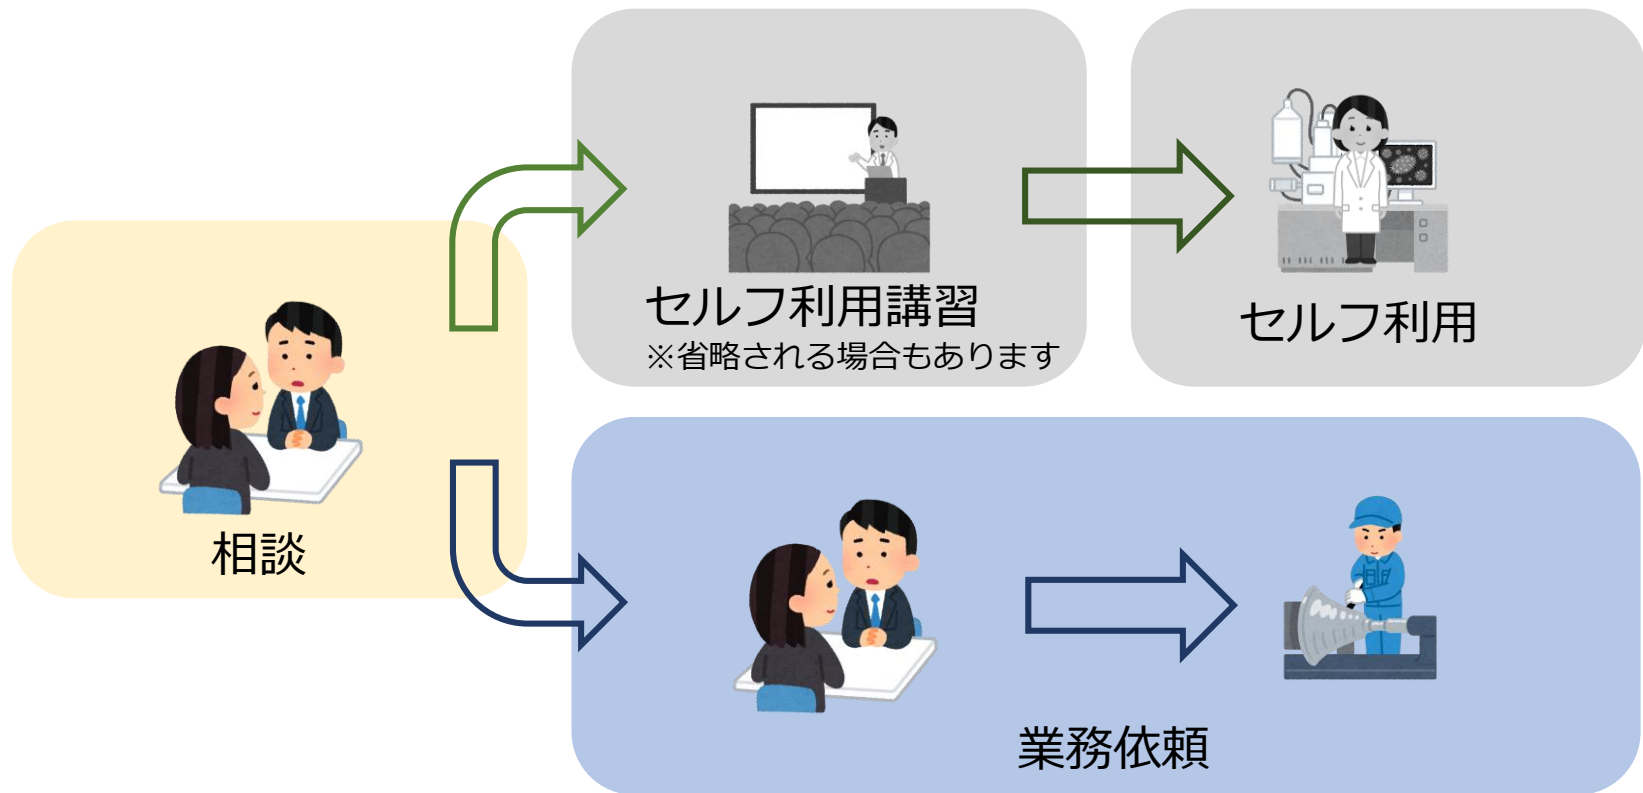 相談
セルフ利用講習
※省略される場合もあります
セルフ利用
業務依頼